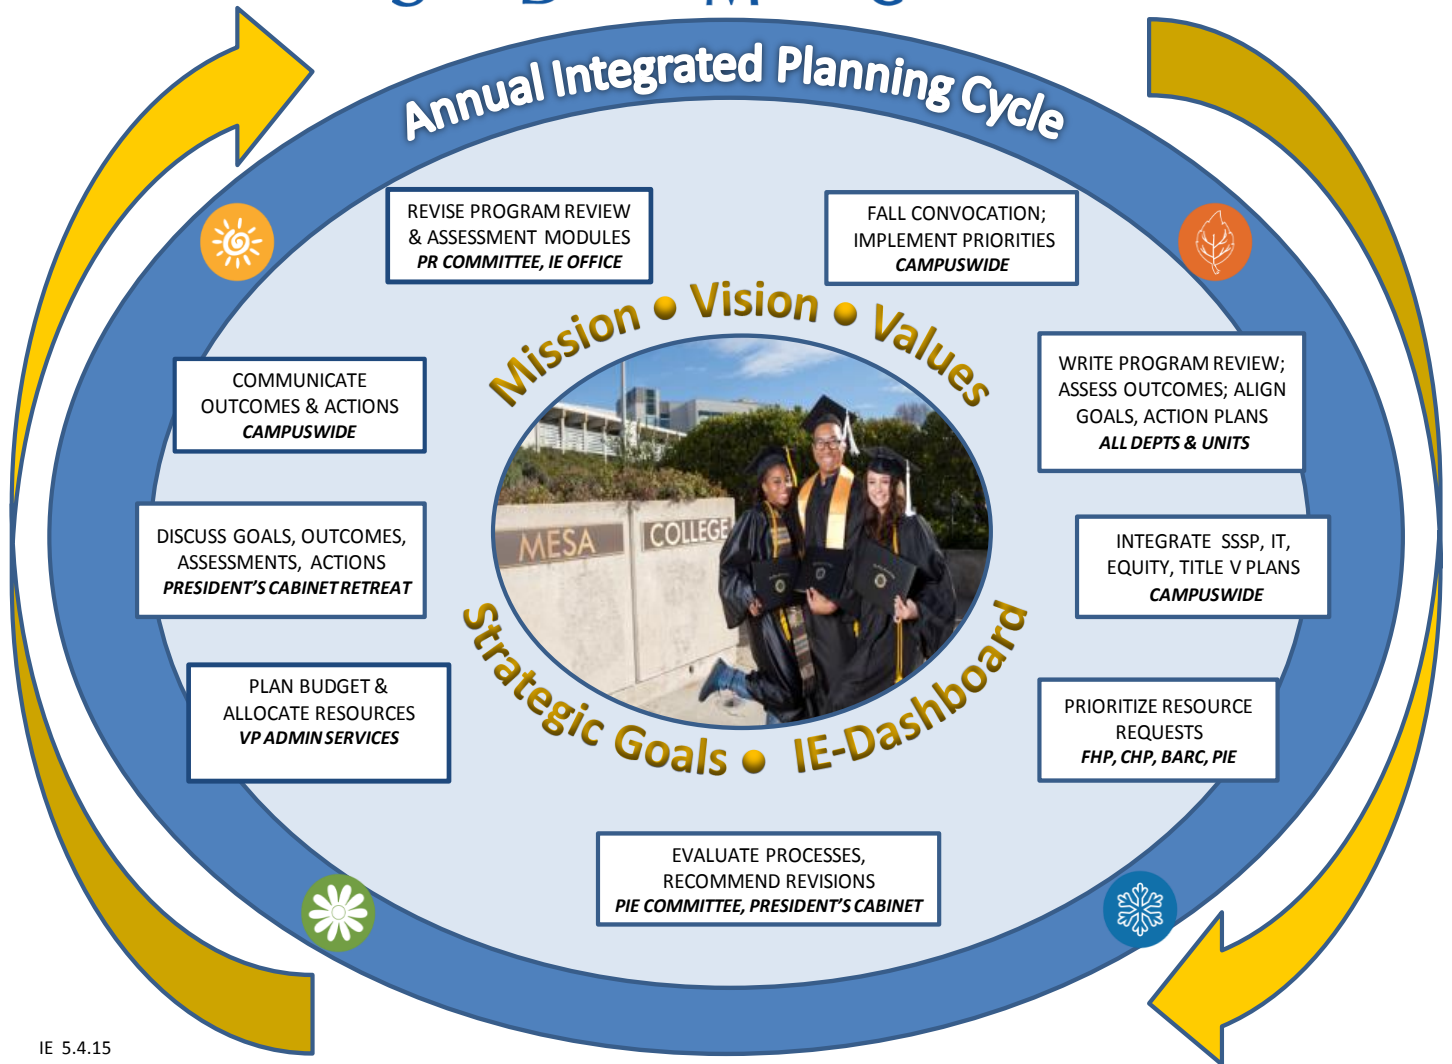 Annual Integrated Planning Cycle
REVISE PROGRAM REVIEW
& ASSESSMENT MODULES
PR COMMITTEE, IE OFFICE
FALL CONVOCATION;
IMPLEMENT PRIORITIES
CAMPUSWIDE
Mission ● Vision ● Values
COMMUNICATE
OUTCOMES & ACTIONS
CAMPUSWIDE
WRITE PROGRAM REVIEW;
ASSESS OUTCOMES; ALIGN
GOALS, ACTION PLANS
ALL DEPTS & UNITS
DISCUSS GOALS, OUTCOMES,
ASSESSMENTS, ACTIONS
PRESIDENT'S CABINET RETREAT
MESA
COLLEGE
INTEGRATE SSSP, IT,
EQUITY, TITLE V PLANS
CAMPUSWIDE
PLAN BUDGET &
ALLOCATE RESOURCES
VP ADMIN SERVICES
Strategic Goals ● IE-Dashboard
PRIORITIZE RESOURCE
REQUESTS
FHP, CHP, BARC, PIE
EVALUATE PROCESSES,
RECOMMEND REVISIONS
PIE COMMITTEE, PRESIDENT'S CABINET
IE 5.4.15